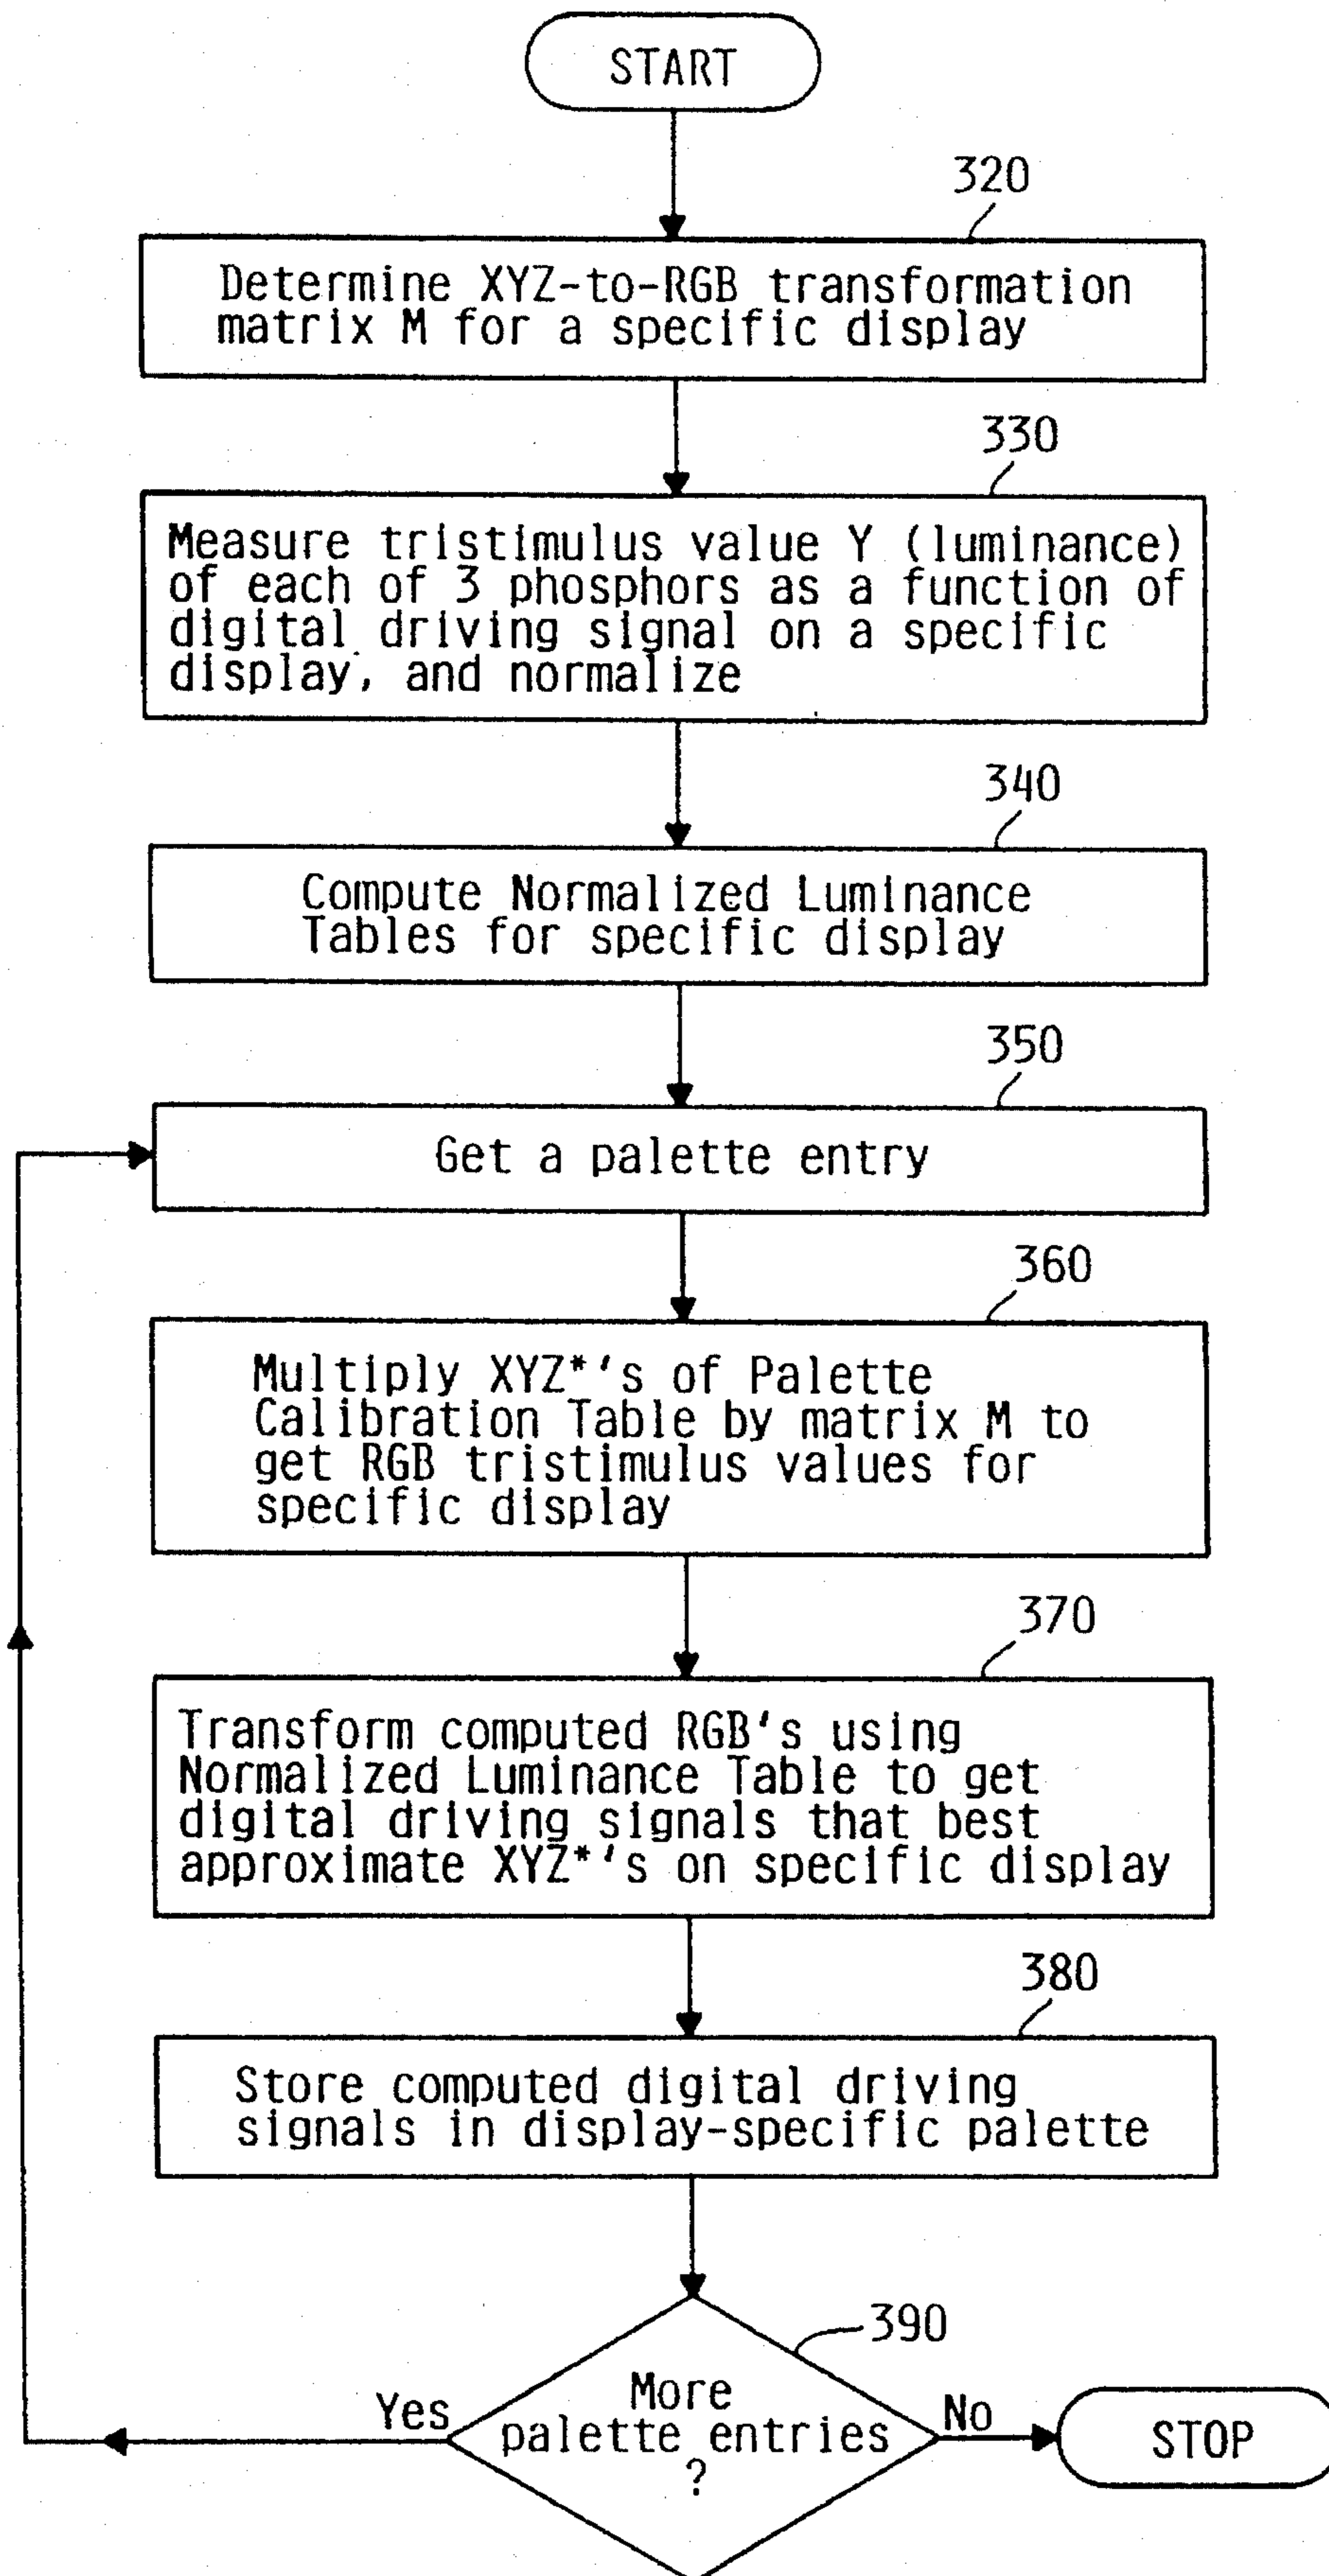 START
320
Determine XYZ-to-RGB transformation
matrix M for a specific display
330
Measure tristimulus value Y (luminance)
of each of 3 phosphors as a function of
digital driving signal on a specific
display, and normalize
340
Compute Normalized Luminance
Tables for specific display
350
Get a palette entry
360
Multiply XYZ*'s of Palette
Calibration Table by matrix M to
get RGB tristimulus values for
specific display
370
Transform computed RGB's using
Normalized Luminance Table to get
digital driving signals that best
approximate XYZ*'s on specific display
380
Store computed digital driving
signals in display-specific palette
390
More
palette entries
?
Yes
No
STOP